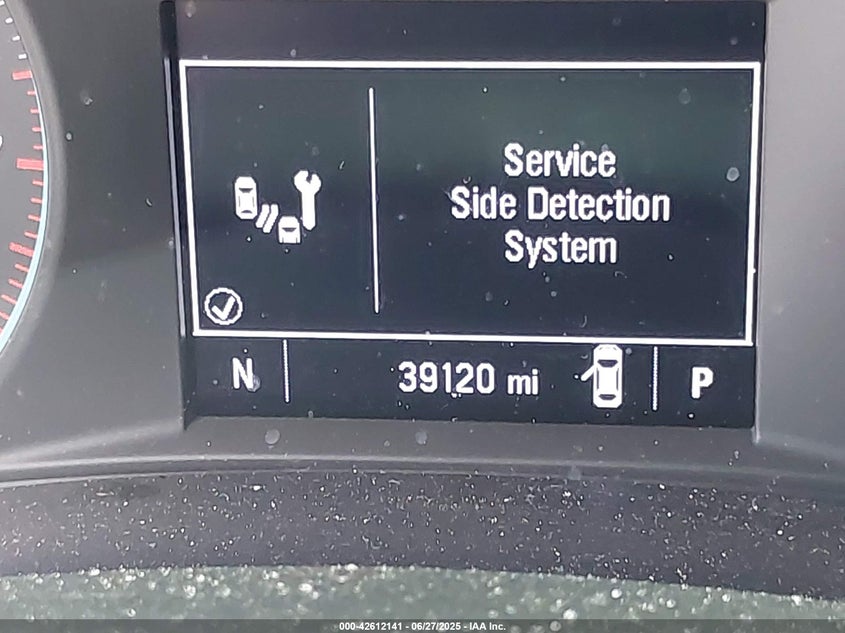 Service
Side Detection
System
N 39120 mi P
000-42612141 - 06/27/2025 - IAA Inc.